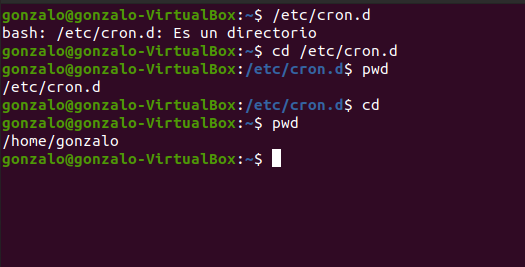 gonzalo@gonzalo-VirtualBox:~$ /etc/cron.d
bash: /etc/cron.d: Es un directorio
gonzalo@gonzalo-VirtualBox:~$ cd /etc/cron.d
gonzalo@gonzalo-VirtualBox:/etc/cron.d$ pwd
/etc/cron.d
gonzalo@gonzalo-VirtualBox:/etc/cron.d$ cd
gonzalo@gonzalo-VirtualBox:~$ pwd
/home/gonzalo
gonzalo@gonzalo-VirtualBox:~$